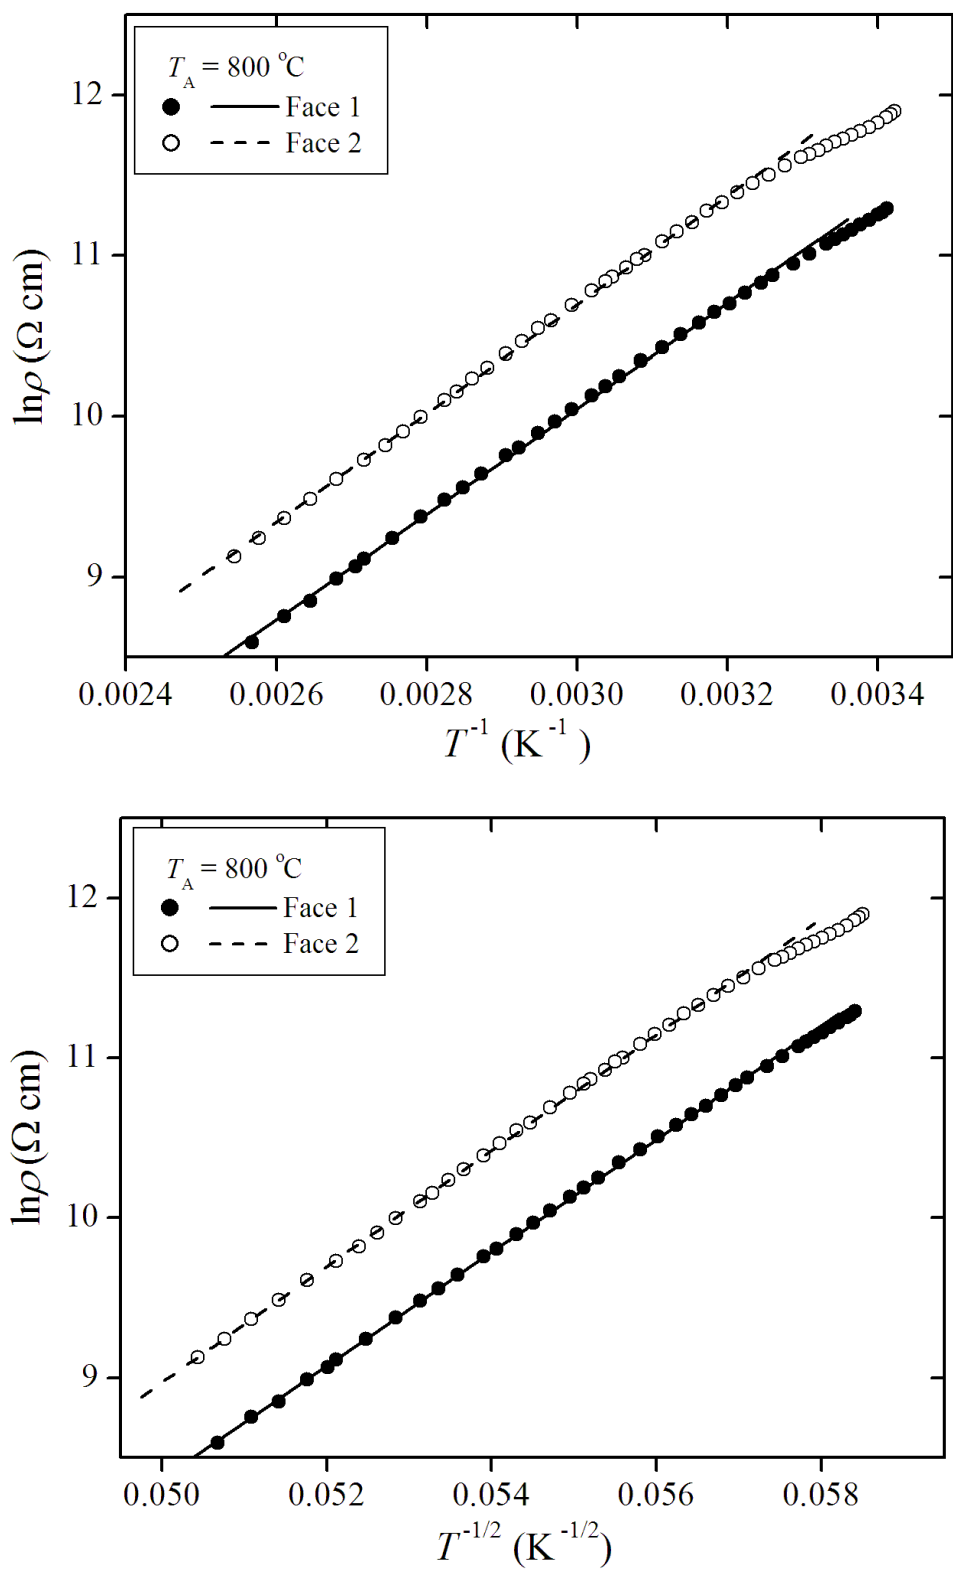 T_A = 800 °C
Face 1
Face 2
12
11
10
9
lnρ (Ω cm)
0.0024 0.0026 0.0028 0.0030 0.0032 0.0034
T⁻¹ (K⁻¹ )
T_A = 800 °C
Face 1
Face 2
12
11
10
9
lnρ (Ω cm)
0.050 0.052 0.054 0.056 0.058
T⁻¹/² (K⁻¹/²)